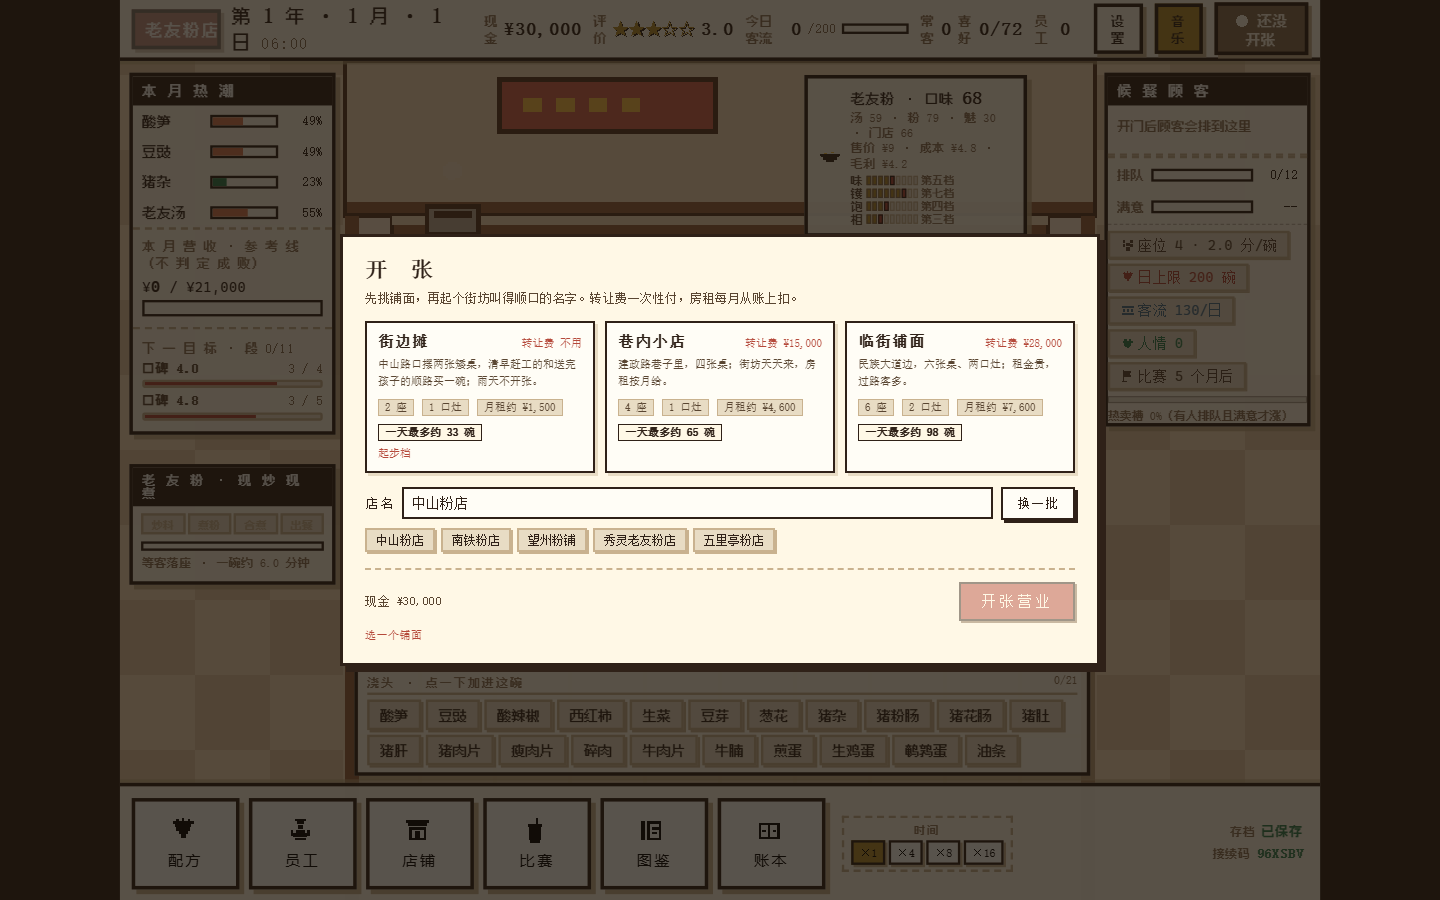 老友粉店
第 1 年 · 1 月 · 1
日 06:00
现金 ¥30,000
评价 3.0
今日客流 0 /200
常客 0
喜好 0/72
员工 0
设置
音乐
还没开张
本月热潮
酸笋 49%
豆豉 49%
猪杂 23%
老友汤 55%
本月营收 · 参考线
(不判定成败)
¥0 / ¥21,000
下一目标 · 段 0/11
口碑 4.0 3 / 4
口碑 4.8 3 / 5
老友粉 · 现炒现
煮
等客落座 · 一碗约 6.0 分钟
老友粉 · 口味 68
汤 59 · 粉 79 · 魅 30
· 门店 66
售价 ¥9 · 成本 ¥4.8 ·
毛利 ¥4.2
味 第五档
馒 第七档
饱 第四档
相 第三档
候餐顾客
开门后顾客会排到这里
排队 0/12
满意 --
座位 4 · 2.0 分/碗
日上限 200 碗
客流 130/日
人情 0
比赛 5 个月后
热卖榜 0% (有人排队且满意才涨)
开 张
先挑铺面，再起个街坊叫得顺口的名字。转让费一次性付，房租每月从账上扣。
街边摊 转让费 不用
中山路口搂两张矮桌，清早赶工的和送完
孩子的顺路买一碗；雨天不开张。
2 座 1 口灶 月租约 ¥1,500
一天最多约 33 碗
起步档
巷内小店 转让费 ¥15,000
建政路巷子里，四张桌；街坊天天来，房
租按月给。
4 座 1 口灶 月租约 ¥4,600
一天最多约 65 碗
临街铺面 转让费 ¥28,000
民族大道边，六张桌、两口灶；租金贵，
过路客多。
6 座 2 口灶 月租约 ¥7,600
一天最多约 98 碗
店名 中山粉店 换一批
中山粉店 南铁粉店 望州粉铺 秀灵老友粉店 五里亭粉店
现金 ¥30,000
开张营业
选一个铺面
浇头 · 点一下加进这碗 0/21
酸笋 豆豉 酸辣椒 西红柿 生菜 豆芽 葱花 猪杂 猪粉肠 猪花肠 猪肚
猪肝 猪肉片 瘦肉片 碎肉 牛肉片 牛腩 煎蛋 生鸡蛋 鹌鹑蛋 油条
配方 员工 店铺 比赛 图鉴 账本
时间
×1 ×4 ×8 ×16
存档 已保存
接续码 96XSBV